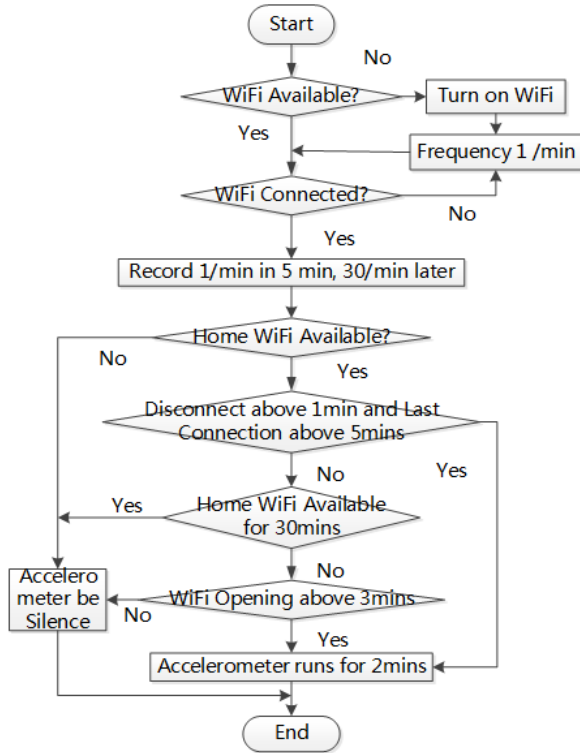 Start
No
WiFi Available?
Turn on WiFi
Yes
Frequency 1 /min
WiFi Connected?
No
Yes
Record 1/min in 5 min, 30/min later
Home WiFi Available?
No
Yes
Disconnect above 1min and Last
Connection above 5mins
Yes
No
Yes
Home WiFi Available
for 30mins
No
Accelero
meter be
Silence
No
WiFi Opening above 3mins
Yes
Accelerometer runs for 2mins
End